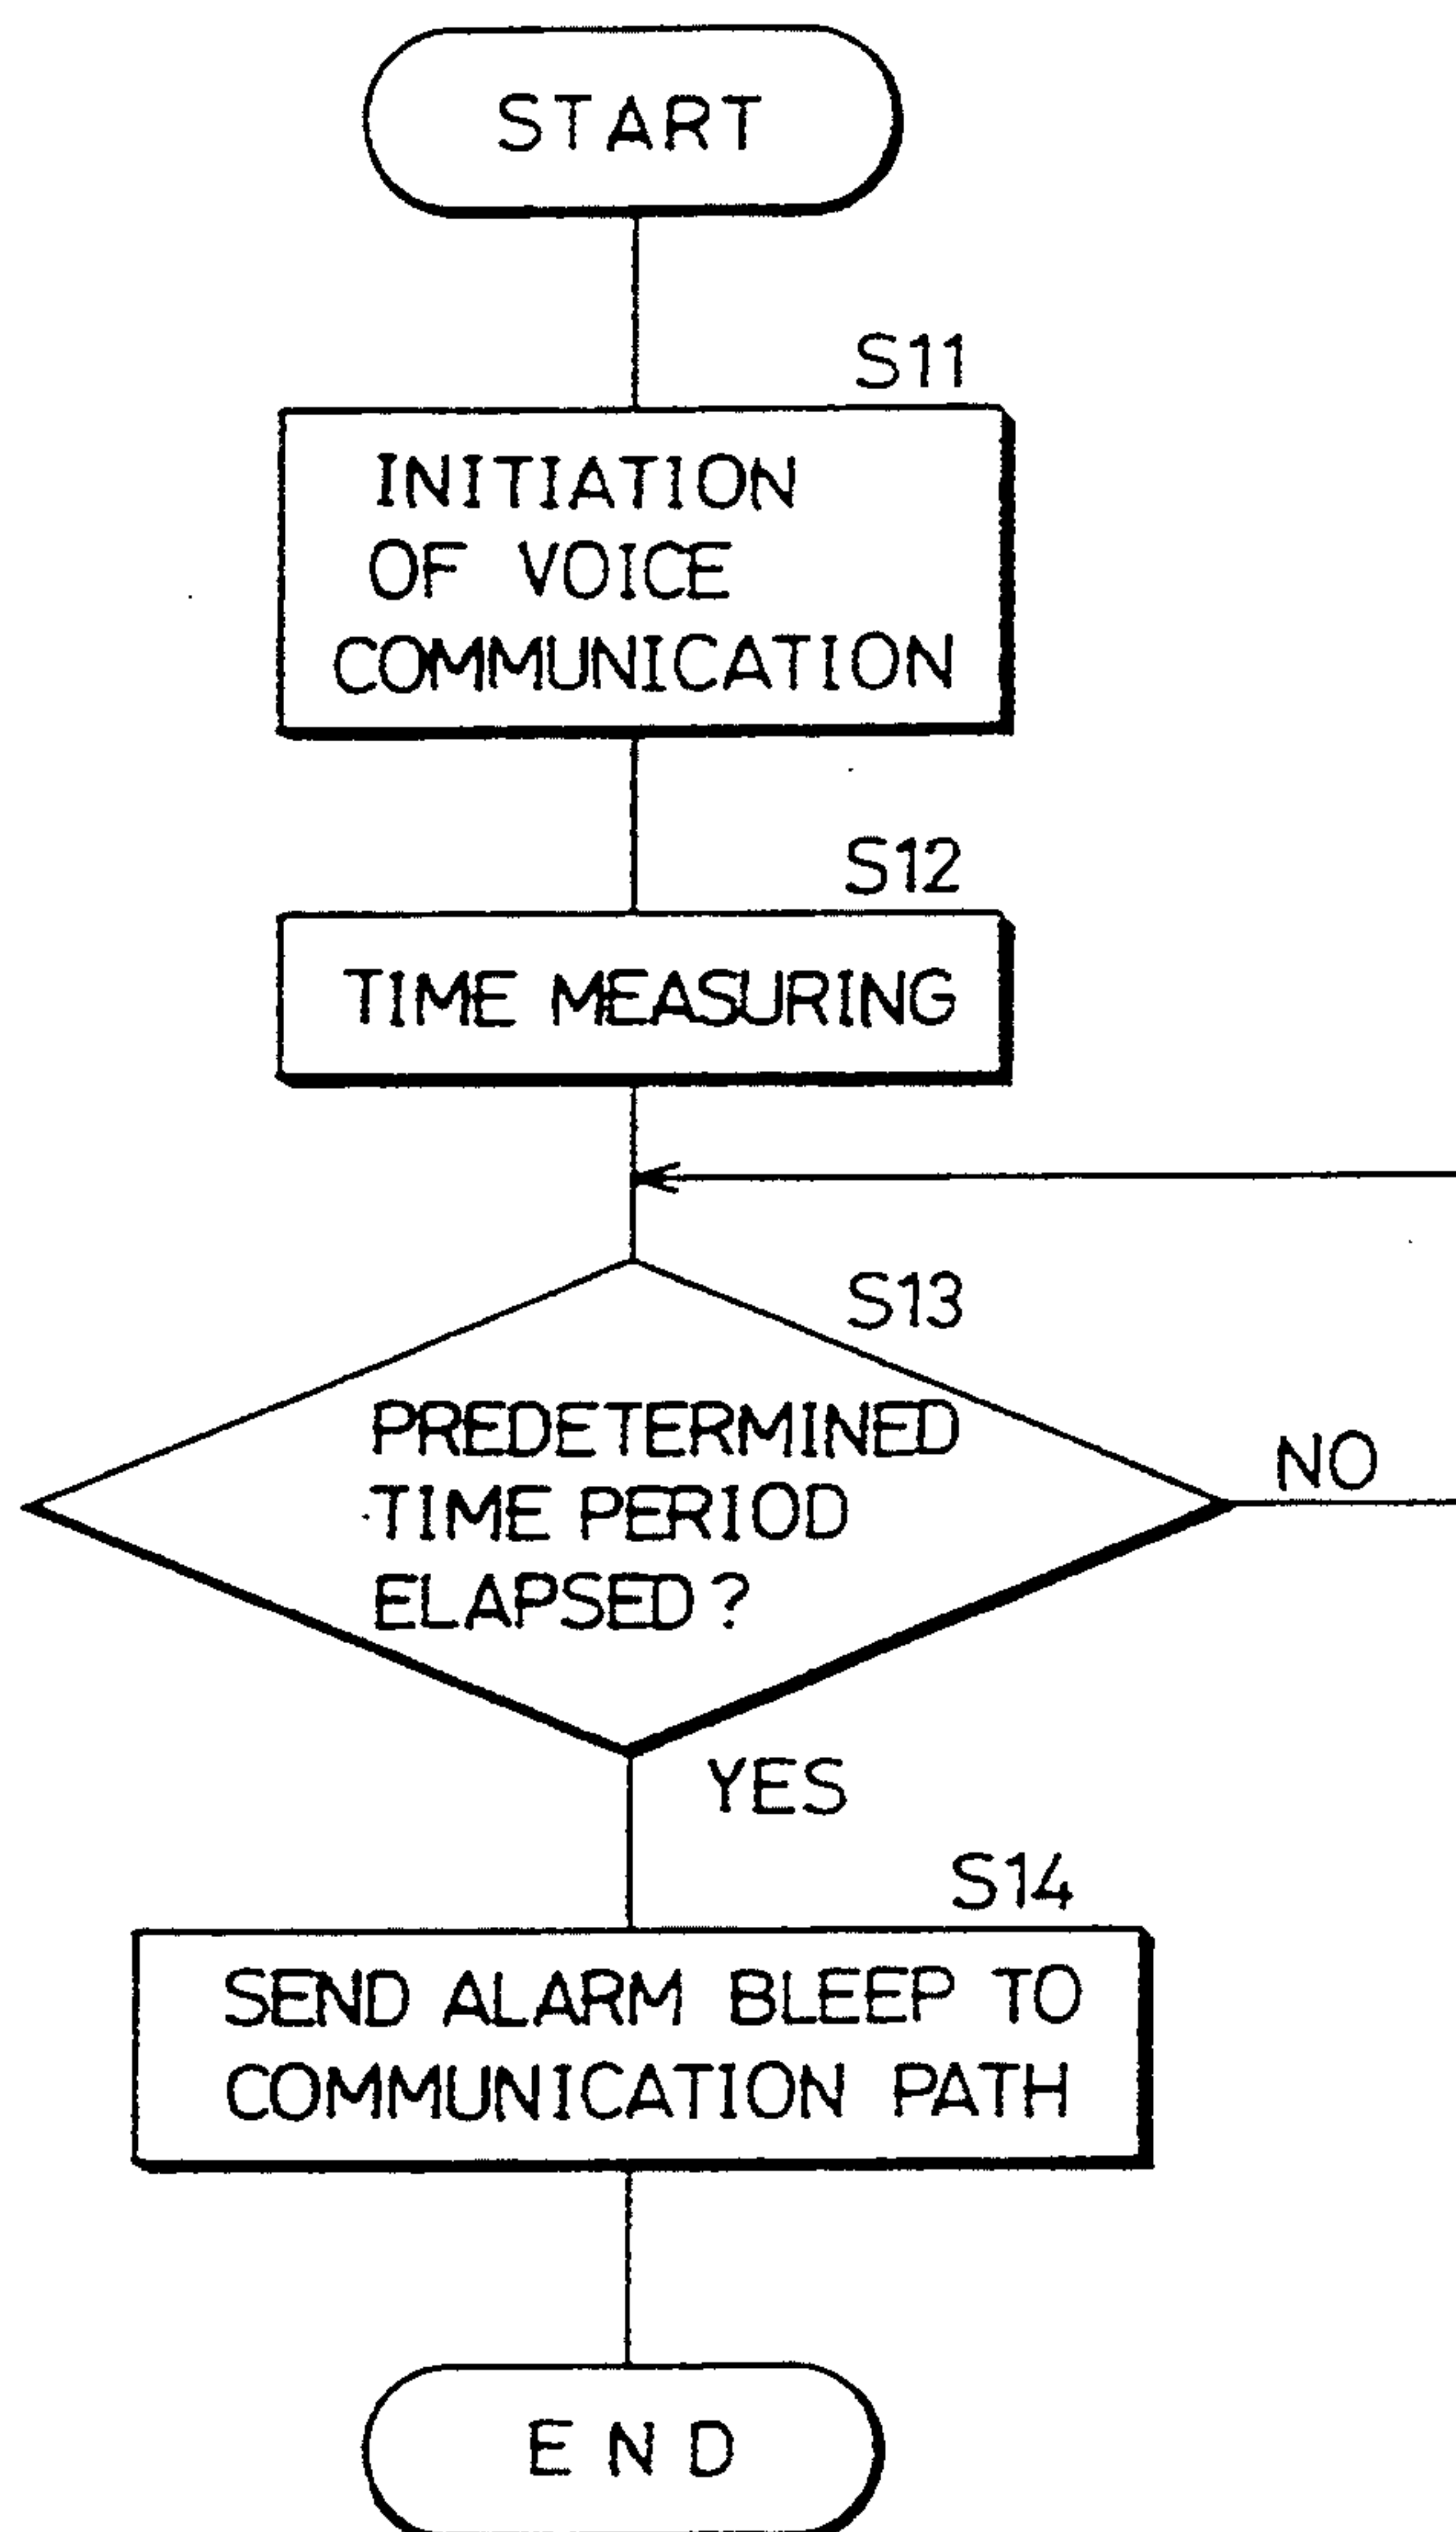 START
S11
INITIATION
OF VOICE
COMMUNICATION
S12
TIME MEASURING
S13
PREDETERMINED
TIME PERIOD
ELAPSED?
NO
YES
S14
SEND ALARM BLEEP TO
COMMUNICATION PATH
END